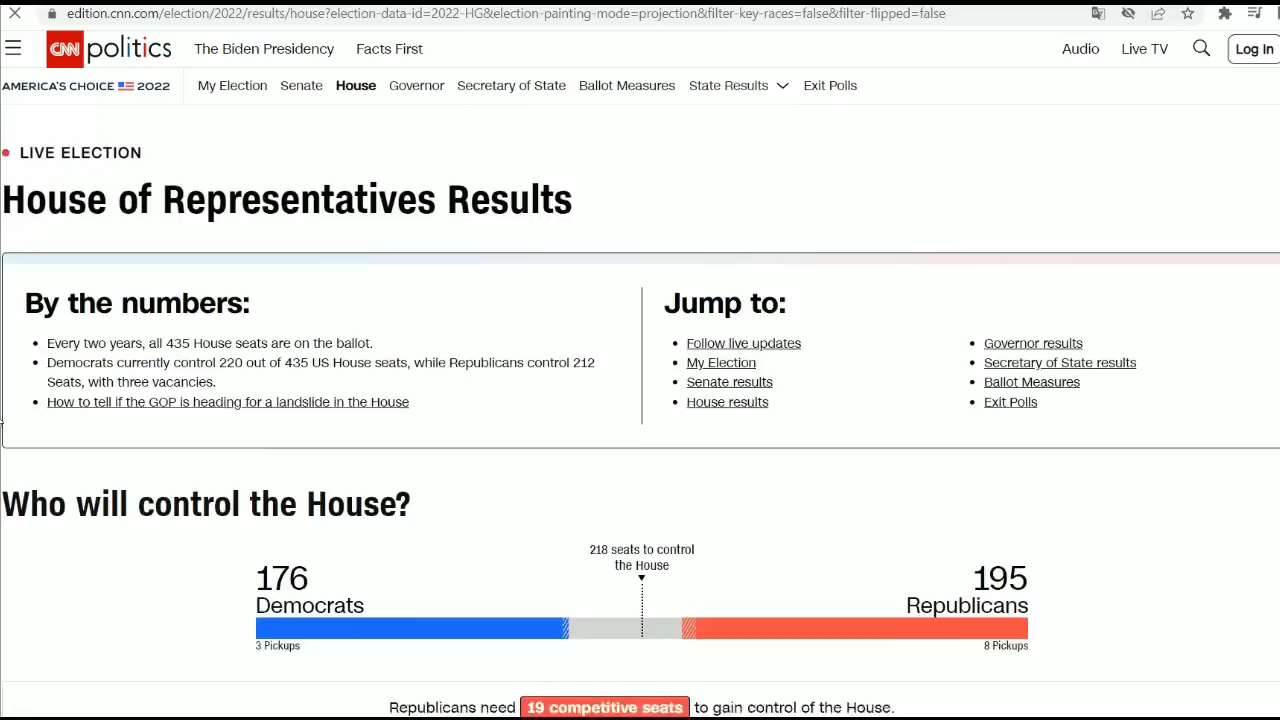 edition.cnn.com/election/2022/results/house?election-data-id=2022-HG&election-painting-mode=projection&filter-key-races=false&filter-flipped=false
CNN politics The Biden Presidency Facts First Audio Live TV Log In
AMERICA'S CHOICE 2022 My Election Senate House Governor Secretary of State Ballot Measures State Results Exit Polls
LIVE ELECTION
House of Representatives Results
By the numbers:
Every two years, all 435 House seats are on the ballot.
Democrats currently control 220 out of 435 US House seats, while Republicans control 212
Seats, with three vacancies.
How to tell if the GOP is heading for a landslide in the House
Jump to:
Follow live updates
My Election
Senate results
House results
Governor results
Secretary of State results
Ballot Measures
Exit Polls
Who will control the House?
218 seats to control
the House
176
Democrats
3 Pickups
195
Republicans
8 Pickups
Republicans need 19 competitive seats to gain control of the House.